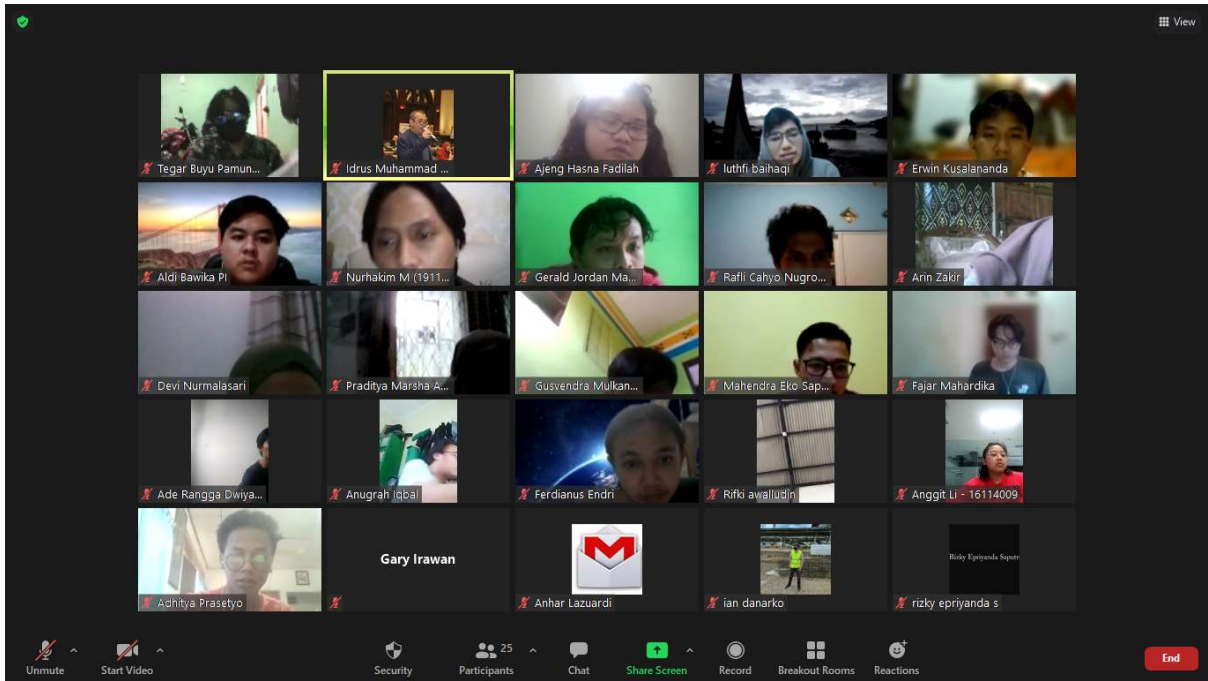 View
Tegar Buyu Pamun...
Idrus Muhammad ...
Ajeng Hasna Fadilah
luthfi baihaqi
Erwin Kusalananda
Aldi Bawika PI
Nurhakim M (1911...
Gerald Jordan Ma...
Rafli Cahyo Nugro...
Arin Zakir
Devi Nurmalasari
Praditya Marsha A...
Gusvendra Mulkan...
Mahendra Eko Sap...
Fajar Mahardika
Ade Rangga Dwiya...
Anugrah iqbal
Ferdianus Endri
Rifki awalludin
Anggit Li - 16114009
Adhitya Prasetyo
Gary Irawan
Anhar Lazuardi
ian danarko
Rizky Epriyanda Saputr
rizky epriyanda s
Unmute
Start Video
Security
25
Participants
Chat
Share Screen
Record
Breakout Rooms
Reactions
End